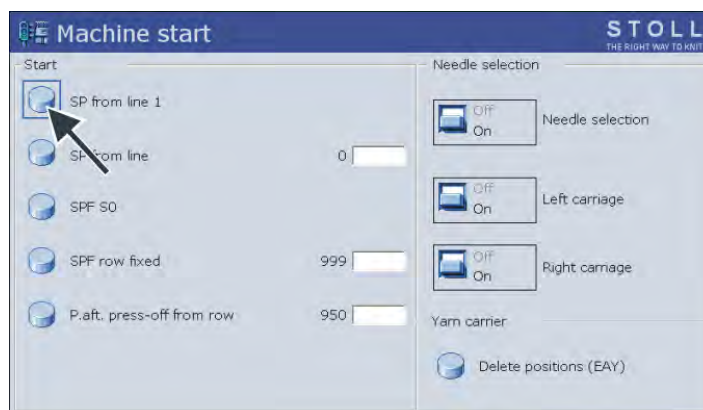 Machine start
STOLL
THE RIGHT WAY TO KNIT
Start
SP from line 1
SP from line 0
SPF S0
SPF row fixed 999
P.aft. press-off from row 950
Needle selection
Off
On
Needle selection
Off
On
Left carriage
Off
On
Right carriage
Yarn carrier
Delete positions (EAY)